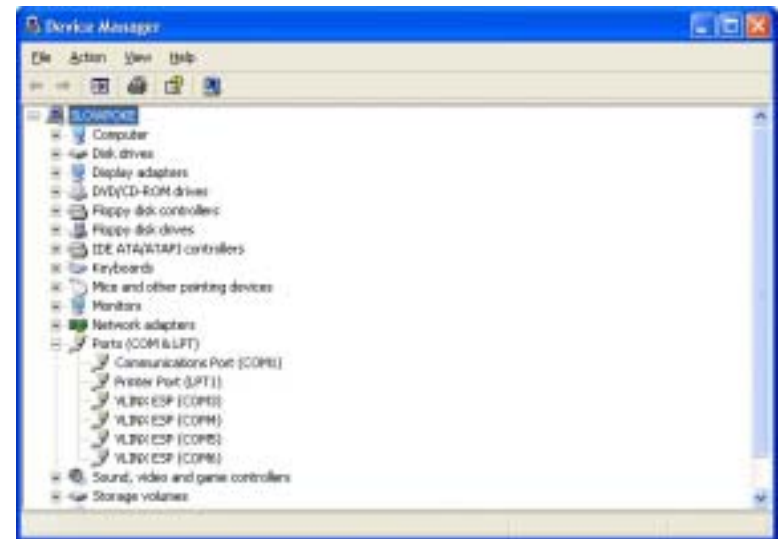 Device Manager
File Action View Help
SLOWPOKE
Computer
Disk drives
Display adapters
DVD/CD-ROM drives
Floppy disk controllers
Floppy disk drives
IDE ATA/ATAPI controllers
Keyboards
Mice and other pointing devices
Monitors
Network adapters
Ports (COM & LPT)
Communications Port (COM1)
Printer Port (LPT1)
VLINX ESP (COM3)
VLINX ESP (COM4)
VLINX ESP (COM5)
VLINX ESP (COM6)
Sound, video and game controllers
Storage volumes